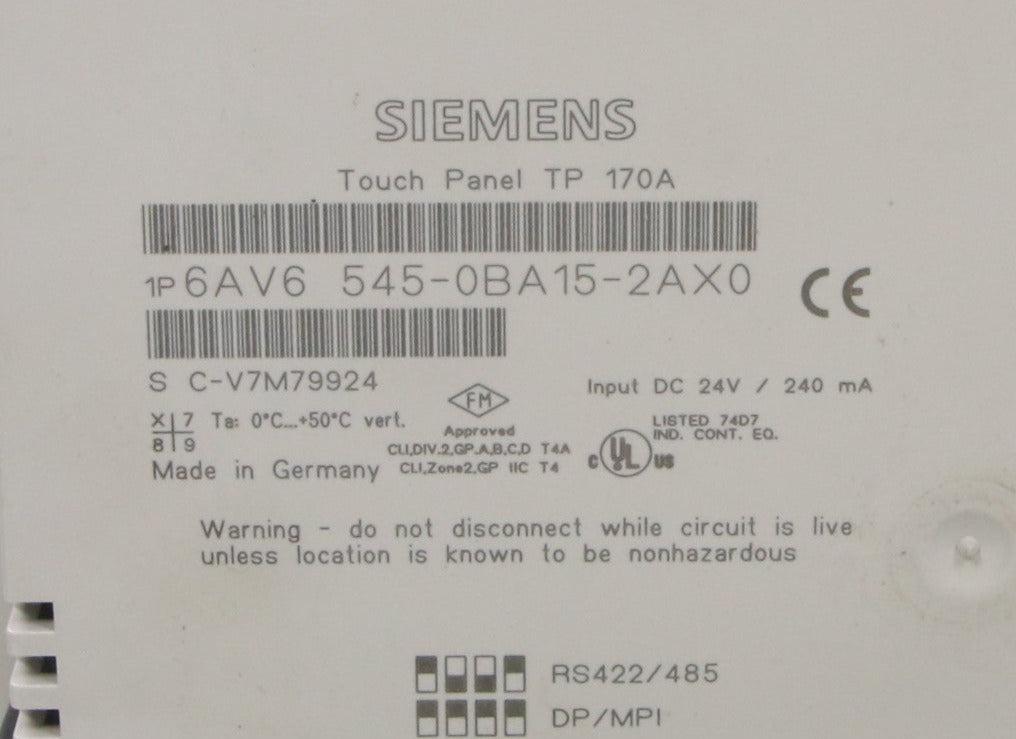 SIEMENS
Touch Panel TP 170A
1P 6AV6 545-0BA15-2AX0
CE
S C-V7M79924
Input DC 24V / 240 mA
X 7
8 9
Ta: 0°C...+50°C vert.
FM
Approved
CLI,DIV.2,GP.A,B,C,D T4A
CLI,Zone2,GP IIC T4
c UL us
LISTED 74D7
IND. CONT. EQ.
Made in Germany
Warning - do not disconnect while circuit is live
unless location is known to be nonhazardous
RS422/485
DP/MPI